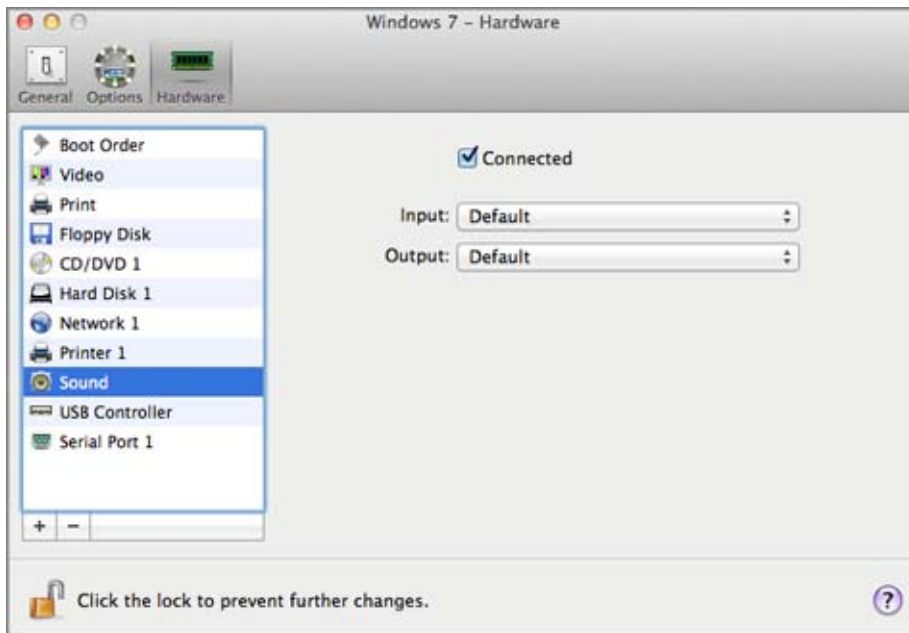 Windows 7 – Hardware
General Options Hardware
Boot Order
Video
Print
Floppy Disk
CD/DVD 1
Hard Disk 1
Network 1
Printer 1
Sound
USB Controller
Serial Port 1
+ −
Connected
Input: Default
Output: Default
Click the lock to prevent further changes.
?